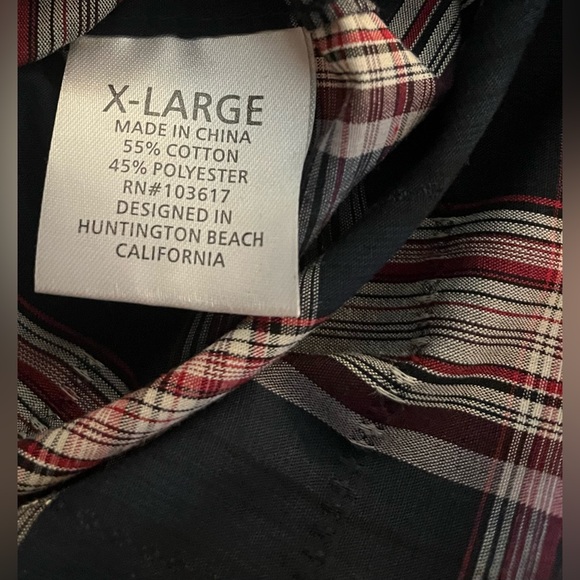 X-LARGE
MADE IN CHINA
55% COTTON
45% POLYESTER
RN#103617
DESIGNED IN
HUNTINGTON BEACH
CALIFORNIA